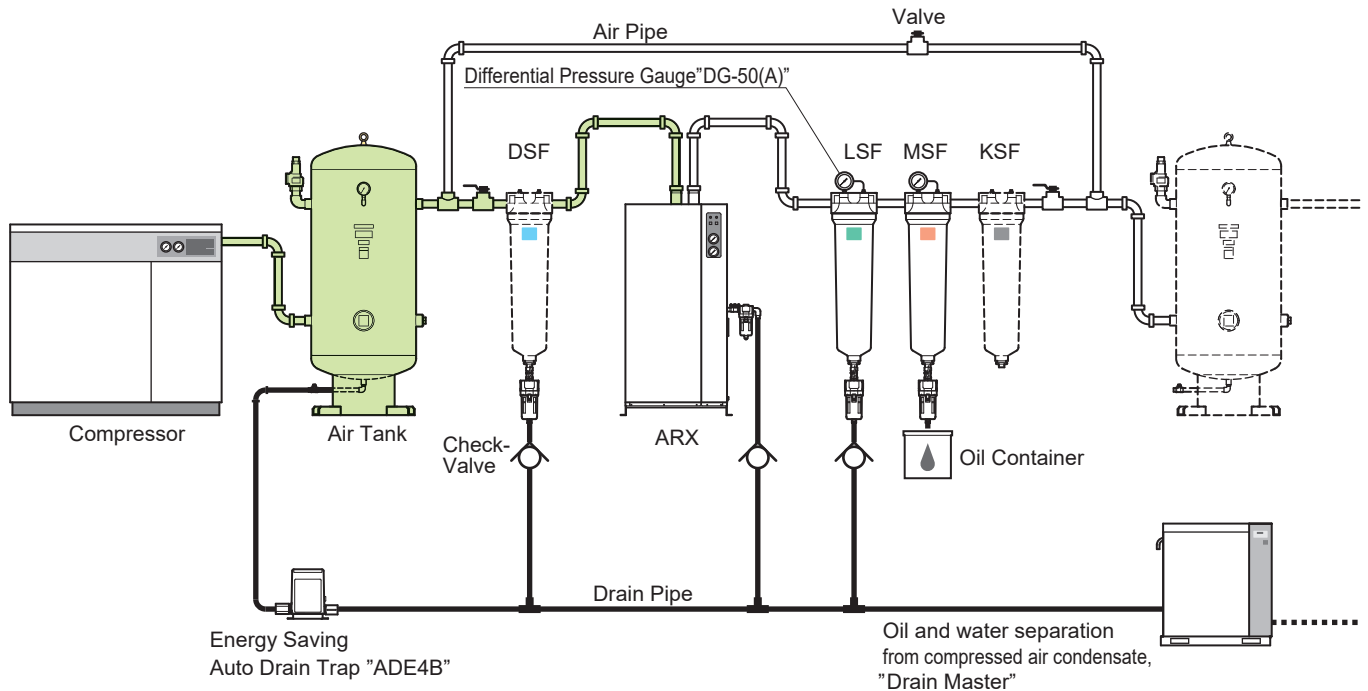 Valve
Air Pipe
Differential Pressure Gauge”DG-50(A)”
DSF
LSF
MSF
KSF
Compressor
Air Tank
Check-
Valve
ARX
Oil Container
Drain Pipe
Energy Saving
Auto Drain Trap ”ADE4B”
Oil and water separation
from compressed air condensate,
”Drain Master”